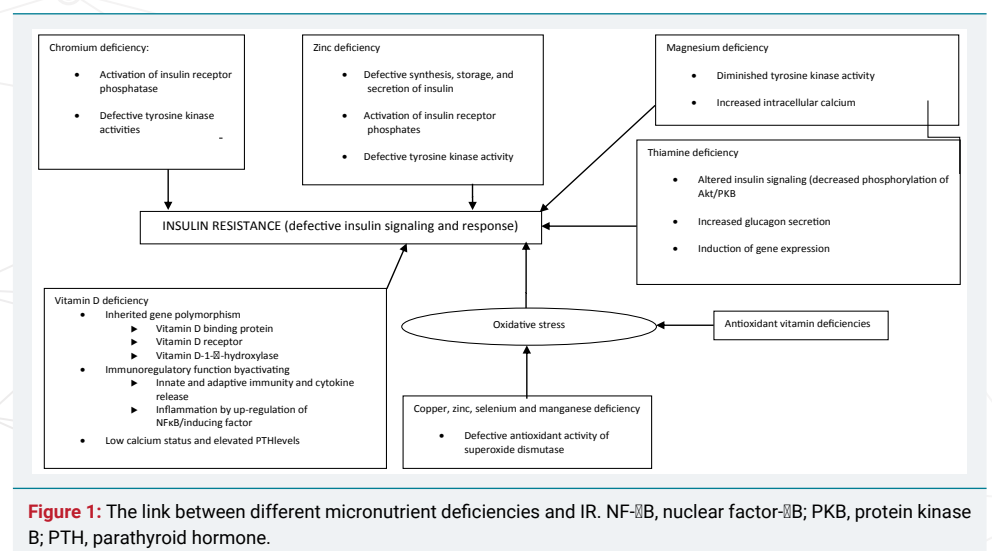 Chromium deficiency:
• Activation of insulin receptor
phosphatase
• Defective tyrosine kinase
activities
-
Zinc deficiency
• Defective synthesis, storage, and
secretion of insulin
• Activation of insulin receptor
phosphates
• Defective tyrosine kinase activity
Magnesium deficiency
• Diminished tyrosine kinase activity
• Increased intracellular calcium
Thiamine deficiency
• Altered insulin signaling (decreased phosphorylation of
Akt/PKB
• Increased glucagon secretion
• Induction of gene expression
INSULIN RESISTANCE (defective insulin signaling and response)
Vitamin D deficiency
• Inherited gene polymorphism
► Vitamin D binding protein
► Vitamin D receptor
► Vitamin D-1-⍰-hydroxylase
• Immunoregulatory function byactivating
► Innate and adaptive immunity and cytokine
release
► Inflammation by up-regulation of
NFκB/inducing factor
• Low calcium status and elevated PTHlevels
Oxidative stress
Antioxidant vitamin deficiencies
Copper, zinc, selenium and manganese deficiency
• Defective antioxidant activity of
superoxide dismutase
Figure 1: The link between different micronutrient deficiencies and IR. NF-⍰B, nuclear factor-⍰B; PKB, protein kinase
B; PTH, parathyroid hormone.